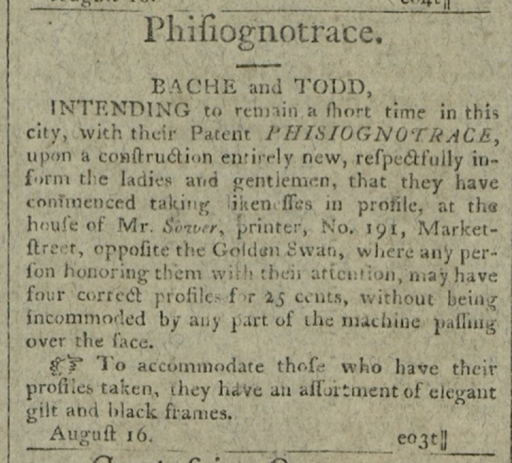 Phiſiognotrace.
BACHE and TODD,
INTENDING to remain a ſhort time in this
city, with their Patent PHISIOGNOTRACE,
upon a conſtruction entirely new, reſpectfully in-
form the ladies and gentlemen, that they have
commenced taking likeneſſes in profile, at the
houſe of Mr. Sower, printer, No. 191, Market-
ſtreet, oppoſite the Golden Swan, where any per-
ſon honoring them with their attention, may have
four correct profiles for 25 cents, without being
incommoded by any part of the machine paſſing
over the face.
☞ To accommodate thoſe who have their
profiles taken, they have an aſſortment of elegant
gilt and black frames.
Auguſt 16. eo3t‖